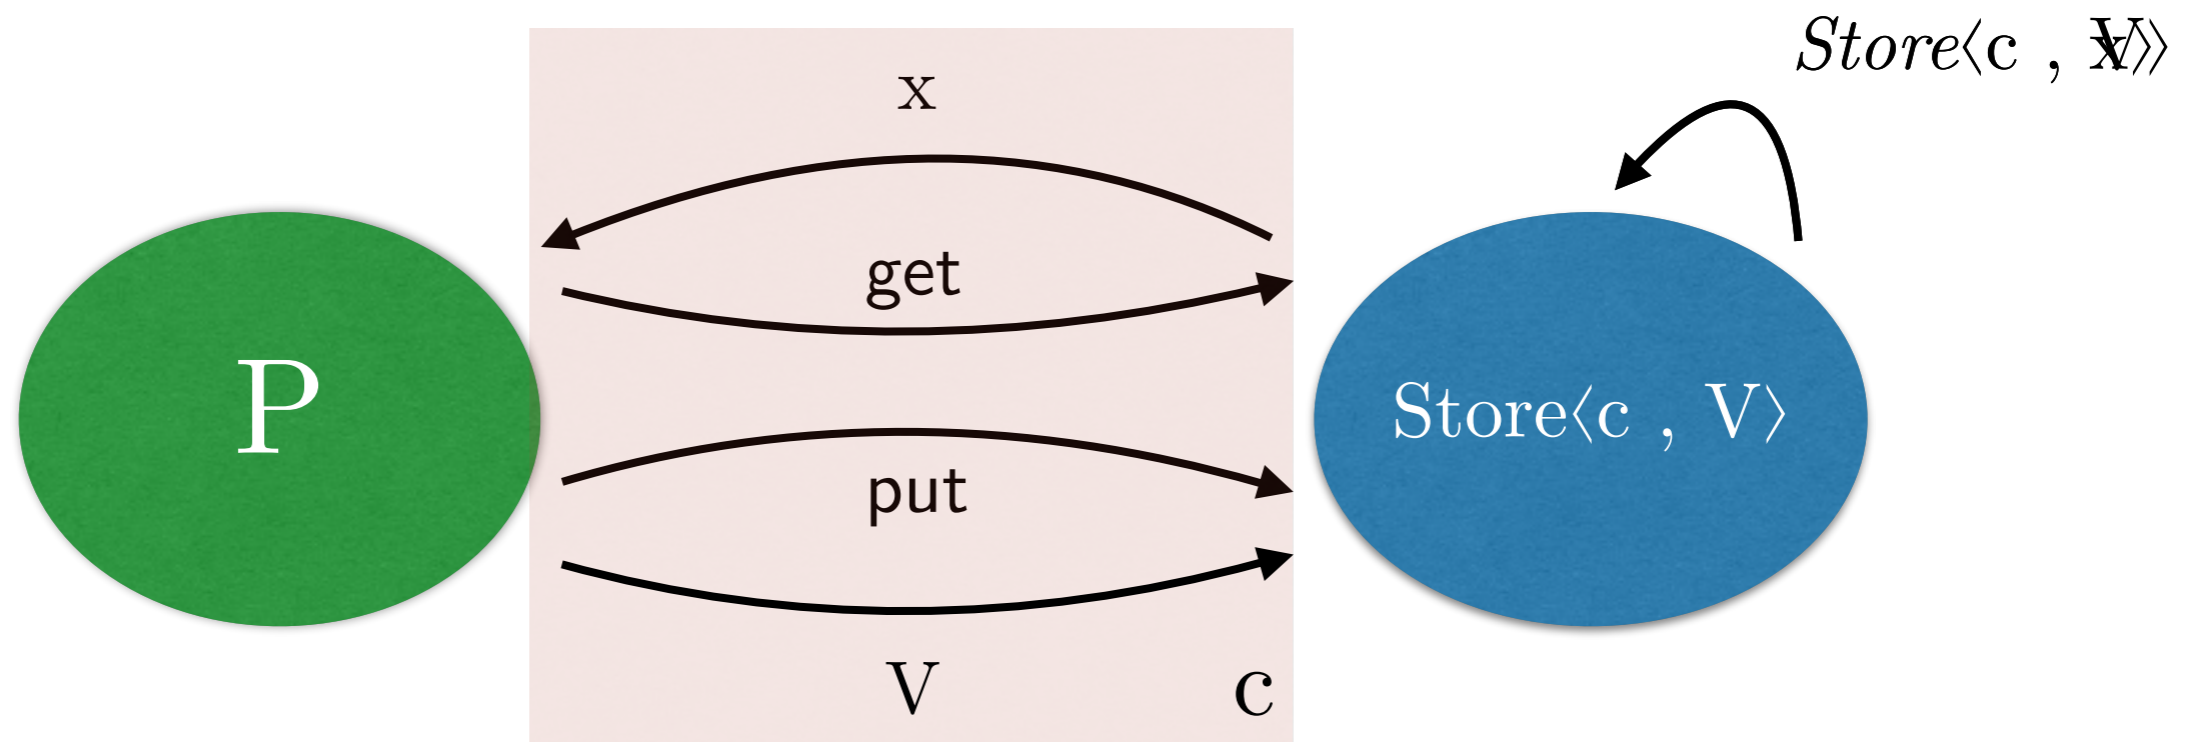 Store⟨c ,
x
get
P
Store⟨c , V⟩
put
V
c